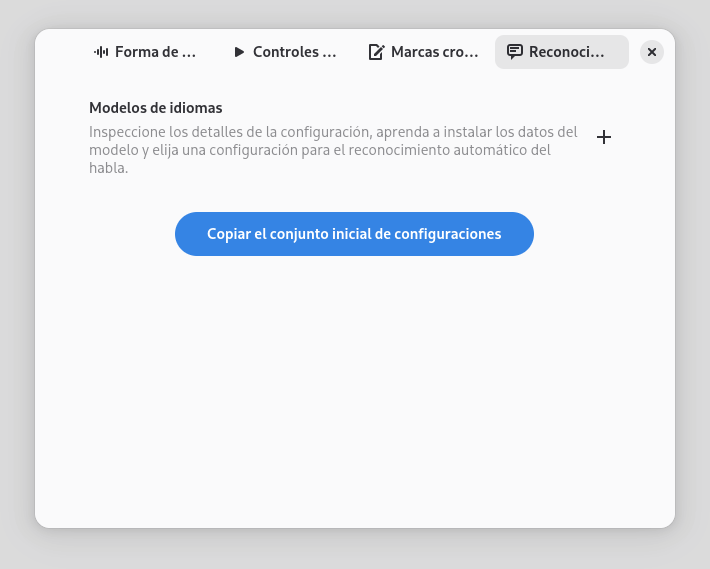 Forma de …
Controles …
Marcas cro…
Reconoci…
Modelos de idiomas
Inspeccione los detalles de la configuración, aprenda a instalar los datos del
modelo y elija una configuración para el reconocimiento automático del
habla.
Copiar el conjunto inicial de configuraciones